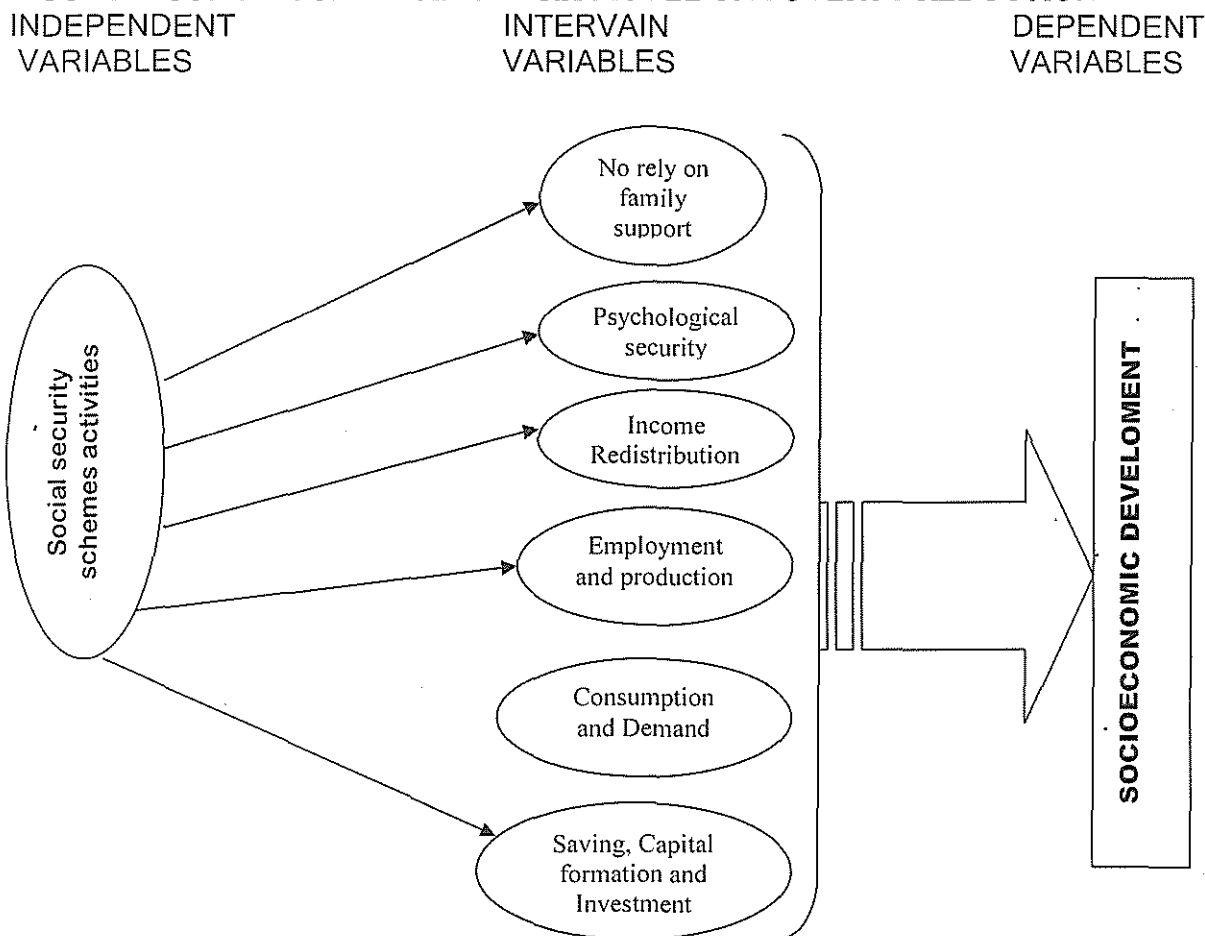 INDEPENDENT
VARIABLES
INTERVAIN
VARIABLES
DEPENDENT
VARIABLES
No rely on
family
support
Psychological
security
Income
Redistribution
Employment
and production
Consumption
and Demand
Saving, Capital
formation and
Investment
Social security
schemes activities
SOCIOECONOMIC DEVELOMENT